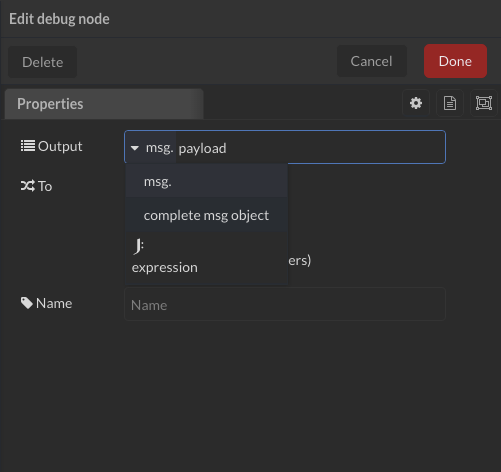 Edit debug node
Delete
Cancel
Done
Properties
Output
msg. payload
msg.
To
complete msg object
J:
expression
ers)
Name
Name